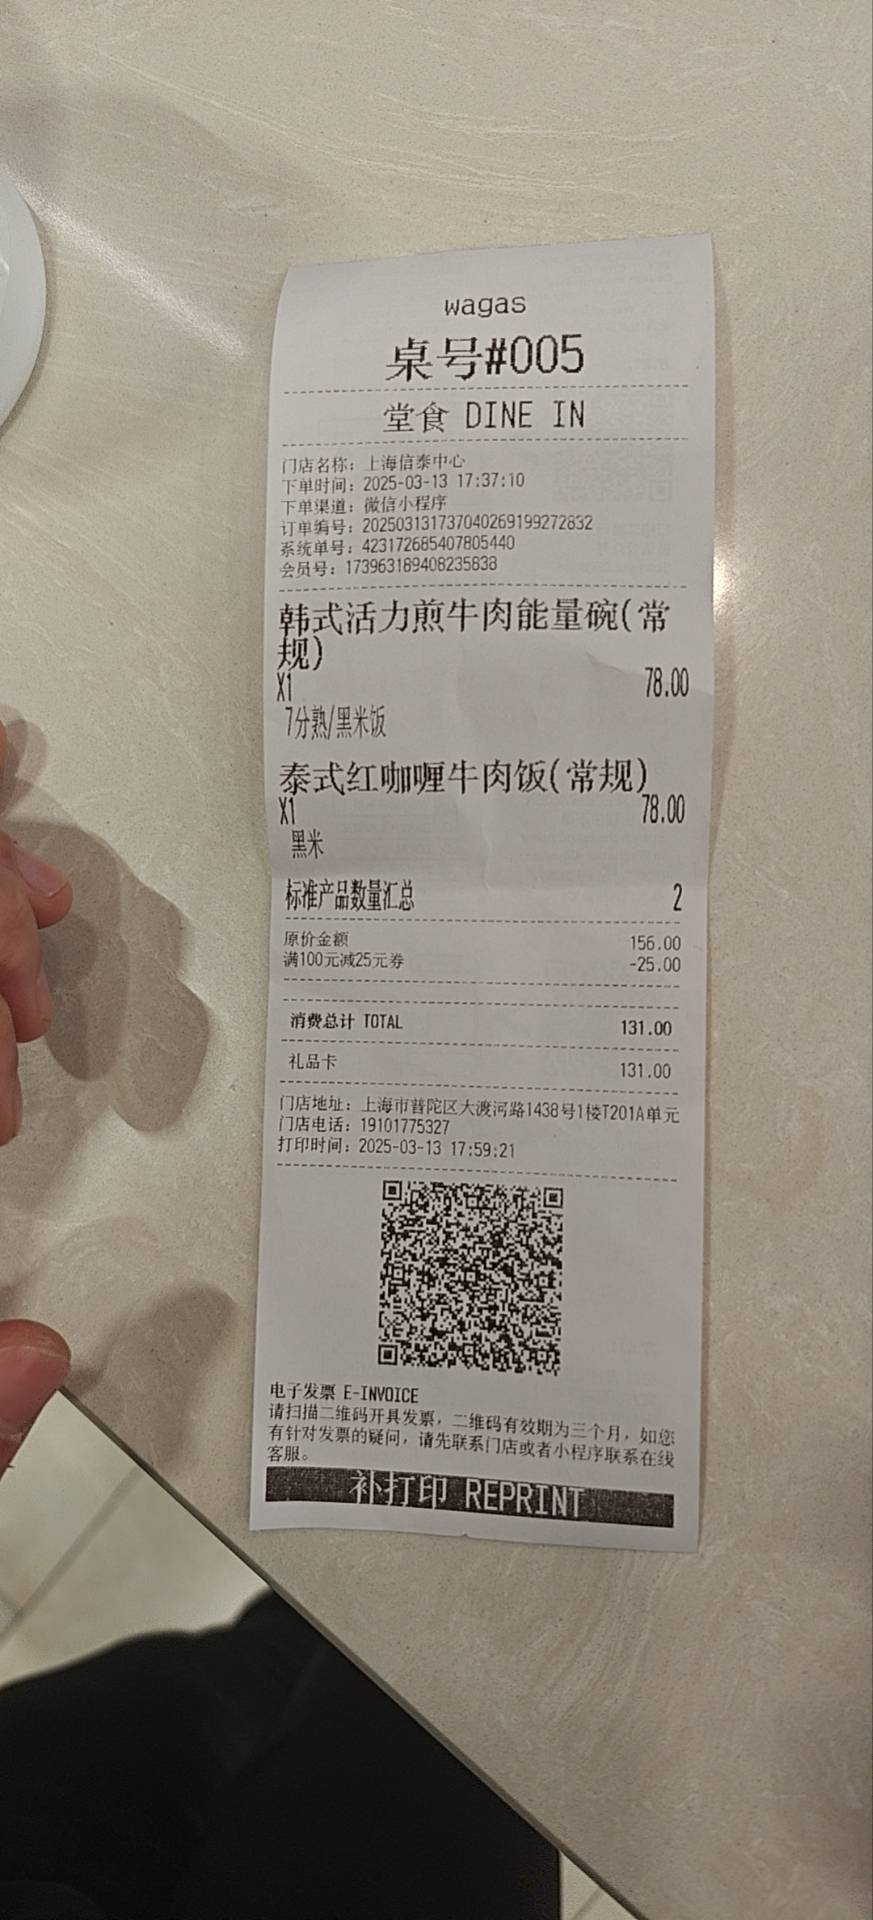 wagas
桌号#005
堂食 DINE IN
门店名称：上海信泰中心
下单时间：2025-03-13 17:37:10
下单渠道：微信小程序
订单编号：202503131737040269199272832
系统单号：423172685407805440
会员号：173963189408235838
韩式活力煎牛肉能量碗(常
规)
X1 78.00
7分熟/黑米饭
泰式红咖喱牛肉饭(常规)
X1 78.00
黑米
标准产品数量汇总 2
原价金额 156.00
满100元减25元券 -25.00
消费总计 TOTAL 131.00
礼品卡 131.00
门店地址：上海市普陀区大渡河路1438号1楼T201A单元
门店电话：19101775327
打印时间：2025-03-13 17:59:21
电子发票 E-INVOICE
请扫描二维码开具发票，二维码有效期为三个月，如您
有针对发票的疑问，请先联系门店或者小程序联系在线
客服。
补打印 REPRINT